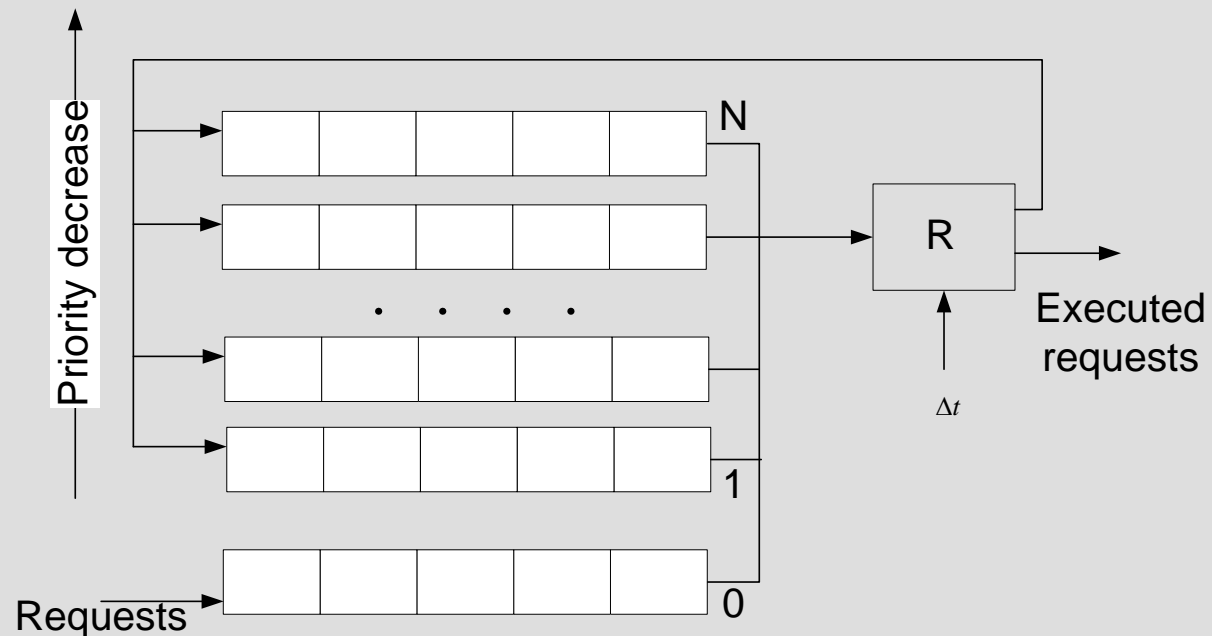 Priority decrease
N
R
Executed
requests
Δt
1
0
Requests